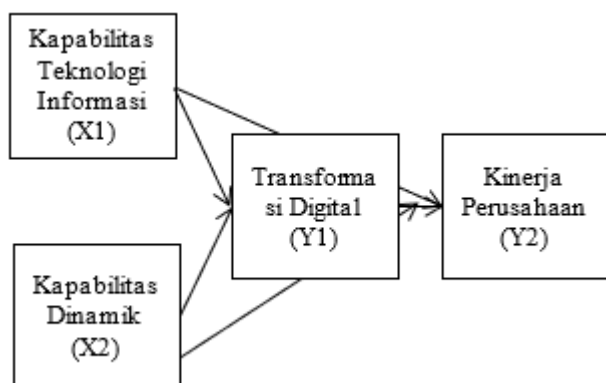 Kapabilitas
Teknologi
Informasi
(X1)
Transforma
si Digital
(Y1)
Kinerja
Perusahaan
(Y2)
Kapabilitas
Dinamik
(X2)